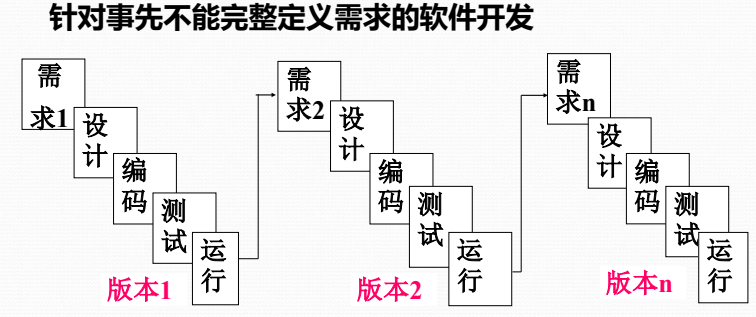 针对事先不能完整定义需求的软件开发
需
求1
设
计
编
码
测
试
运
行
版本1
需
求2
设
计
编
码
测
试
运
行
版本2
需
求n
设
计
编
码
测
试
运
行
版本n